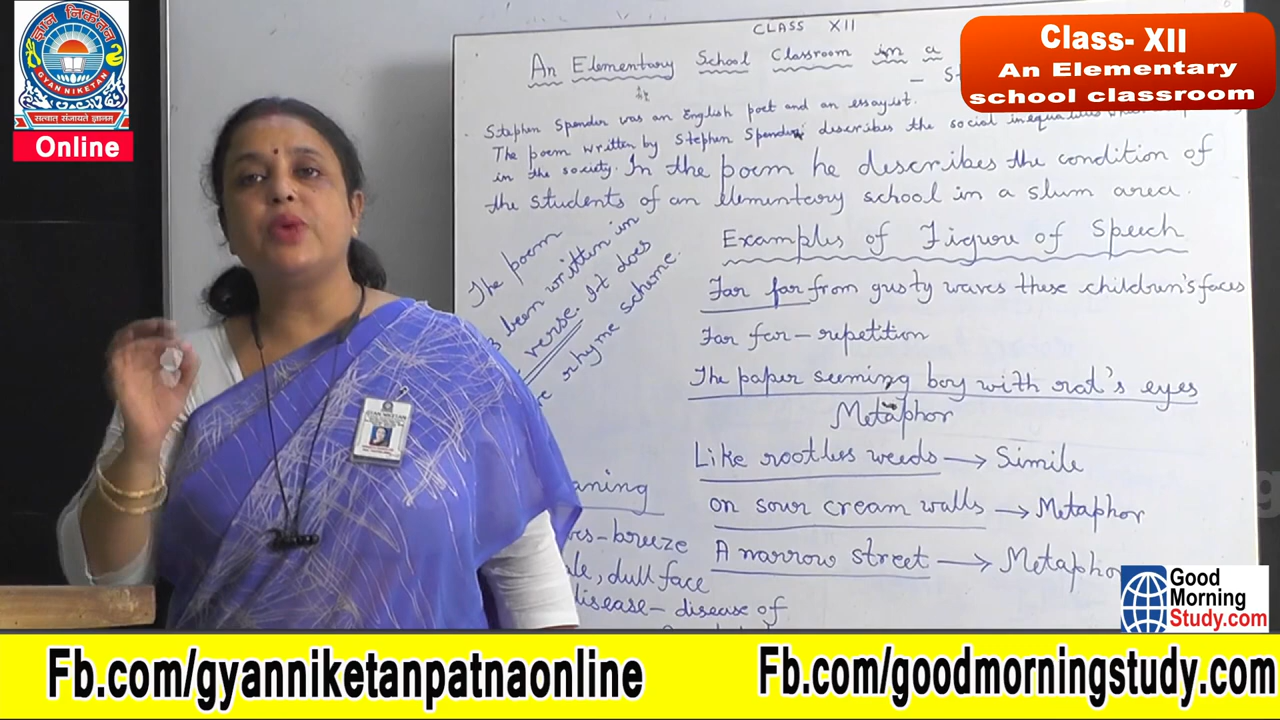 ज्ञान निकेतन
GYAN NIKETAN
सत्यात संजायते ज्ञानम्
Online
CLASS XII
An Elementary School Classroom in a
Class- XII
An Elementary
school classroom
Stephen Spender was an English poet and an essayist.
The poem written by Stephen Spender describes the social inequalities
in the society. In the poem he describes the condition of
the students of an elementary school in a slum area.
The poem
been written in
verse. It does
rhyme scheme.
Examples of Figure of Speech
Far far from gusty waves these children's faces
Far far - repetition
The paper seeming boy with rat's eyes
Metaphor
Like rootless weeds → Simile
on sour cream walls → Metaphor
A narrow street → Metaphor
aning
- breeze
dull face
disease - disease of
GYAN NIKETAN
Good
Morning
Study.com
Fb.com/gyanniketanpatnaonline
Fb.com/goodmorningstudy.com